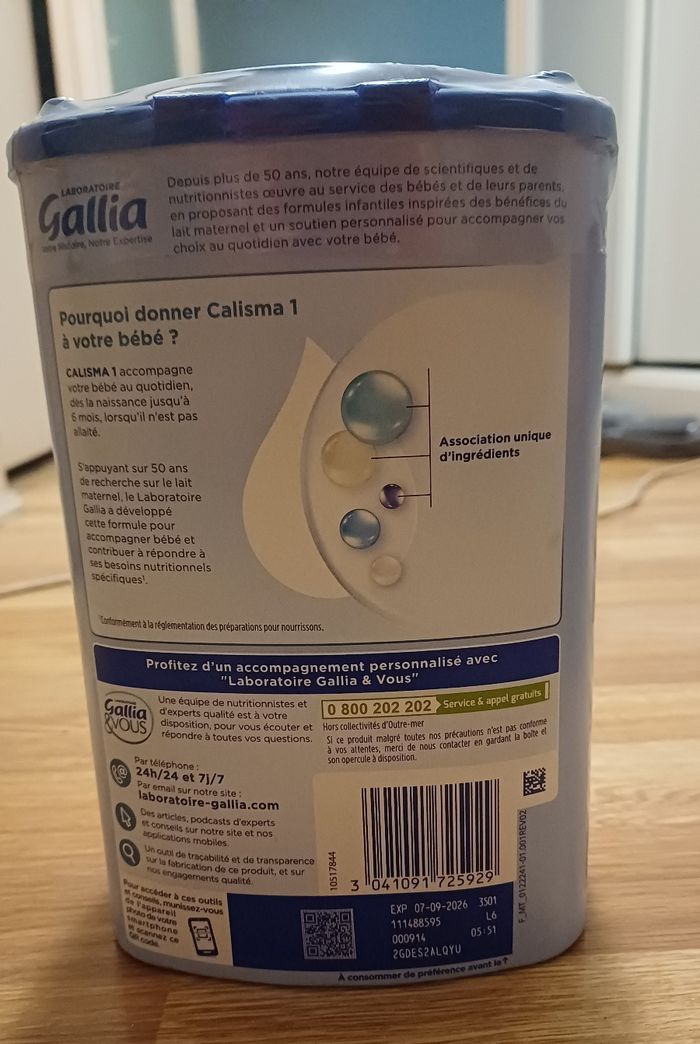 LABORATOIRE
Gallia
Notre Histoire, Notre Expertise
Depuis plus de 50 ans, notre équipe de scientifiques et de
nutritionnistes œuvre au service des bébés et de leurs parents,
en proposant des formules infantiles inspirées des bénéfices du
lait maternel et un soutien personnalisé pour accompagner vos
choix au quotidien avec votre bébé.
Pourquoi donner Calisma 1
à votre bébé ?
CALISMA 1 accompagne
votre bébé au quotidien,
dès la naissance jusqu'à
6 mois, lorsqu'il n'est pas
allaité.
S'appuyant sur 50 ans
de recherche sur le lait
maternel, le Laboratoire
Gallia a développé
cette formule pour
accompagner bébé et
contribuer à répondre à
ses besoins nutritionnels
spécifiques¹.
Association unique
d'ingrédients
¹Conformément à la réglementation des préparations pour nourrissons.
Profitez d'un accompagnement personnalisé avec
"Laboratoire Gallia & Vous"
Gallia
&VOUS
Une équipe de nutritionnistes et
d'experts qualité est à votre
disposition, pour vous écouter et
répondre à toutes vos questions.
Par téléphone :
24h/24 et 7j/7
Par email sur notre site :
laboratoire-gallia.com
Des articles, podcasts d'experts
et conseils sur notre site et nos
applications mobiles.
Un outil de traçabilité et de transparence
sur la fabrication de ce produit, et sur
nos engagements qualité.
Pour accéder à ces outils
et conseils, munissez-vous
de l'appareil
photo de votre
smartphone
et scannez ce
QR code.
0 800 202 202 Service & appel gratuits
Hors collectivités d'Outre-mer
Si ce produit malgré toutes nos précautions n'est pas conforme
à vos attentes, merci de nous contacter en gardant la boîte et
son opercule à disposition.
10517844
3 041091 725929
F_MT_0122241-01.001REV02
EXP 07-09-2026 3501
111488595 L6
000914 05:51
2GDES2ALQYU
À consommer de préférence avant le↑